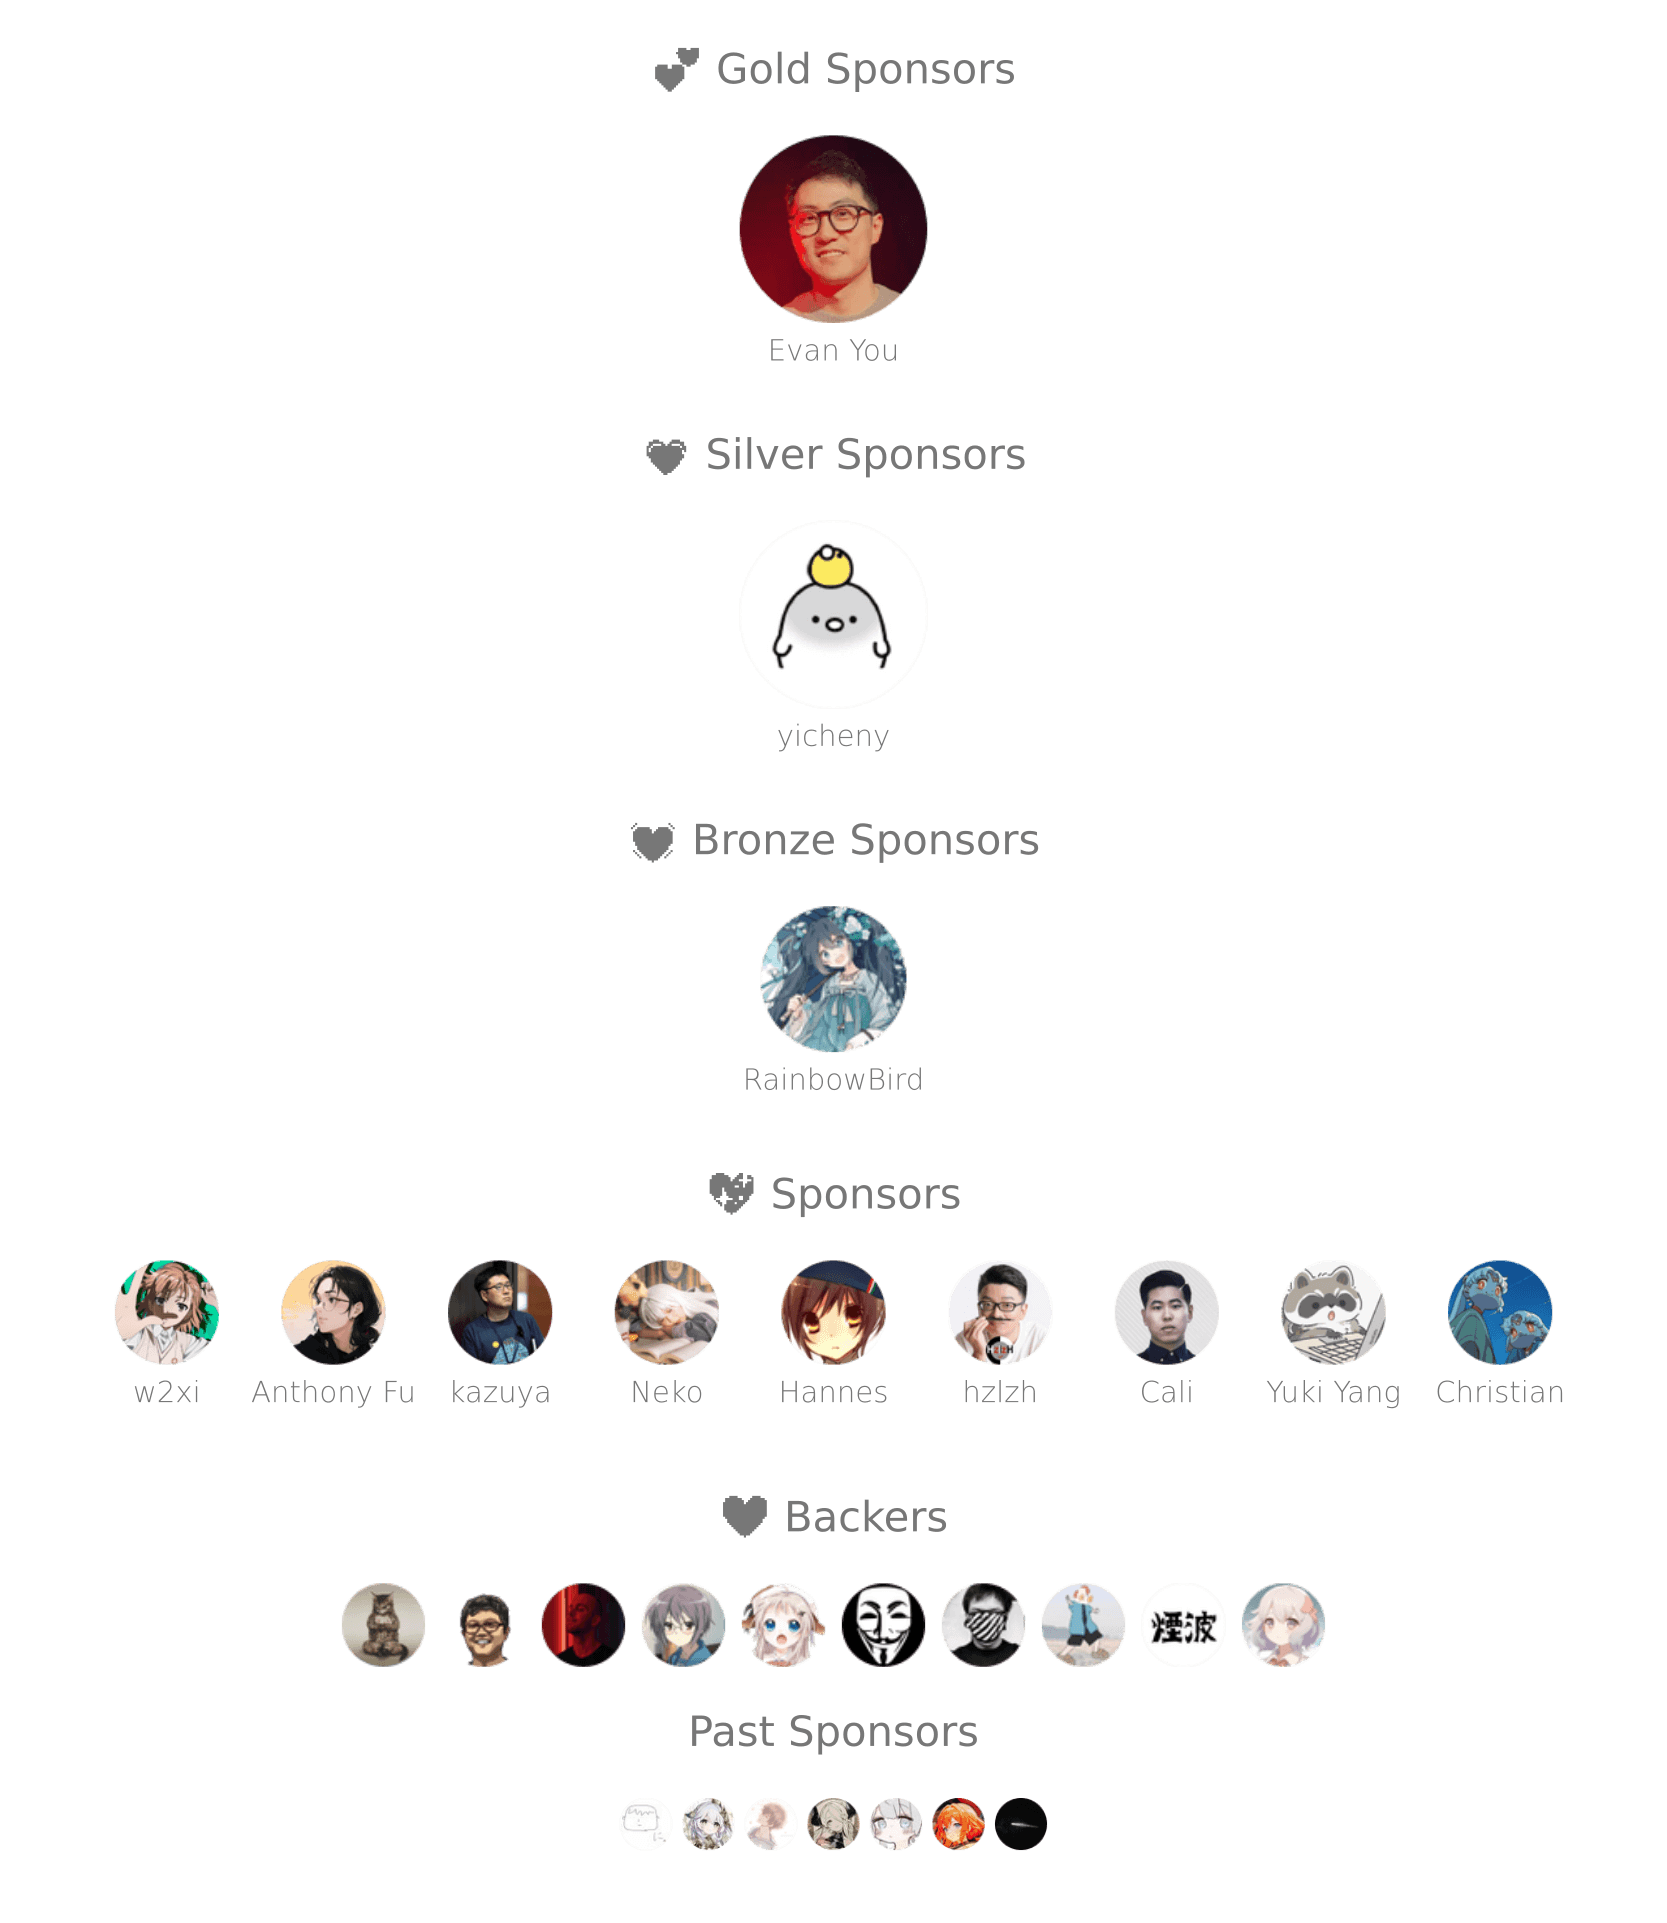 Gold Sponsors
Evan You
Silver Sponsors
yicheny
Bronze Sponsors
RainbowBird
Sponsors
HzlzH
w2xi Anthony Fu kazuya Neko Hannes hzlzh Cali Yuki Yang Christian
Backers
煙波
Past Sponsors